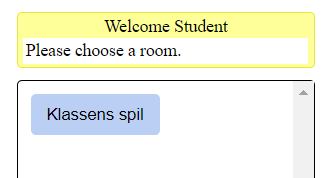 Welcome Student
Please choose a room.
Klassens spil